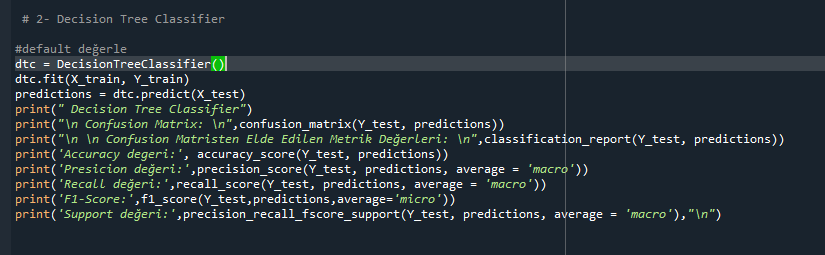 # 2- Decision Tree Classifier
#default değerle
dtc = DecisionTreeClassifier()
dtc.fit(X_train, Y_train)
predictions = dtc.predict(X_test)
print(" Decision Tree Classifier")
print("\n Confusion Matrix: \n",confusion_matrix(Y_test, predictions))
print("\n \n Confusion Matristen Elde Edilen Metrik Değerleri: \n",classification_report(Y_test, predictions))
print('Accuracy degeri:', accuracy_score(Y_test, predictions))
print('Presicion değeri:',precision_score(Y_test, predictions, average = 'macro'))
print('Recall değeri:',recall_score(Y_test, predictions, average = 'macro'))
print('F1-Score:',f1_score(Y_test,predictions,average='micro'))
print('Support değeri:',precision_recall_fscore_support(Y_test, predictions, average = 'macro'),"\n")